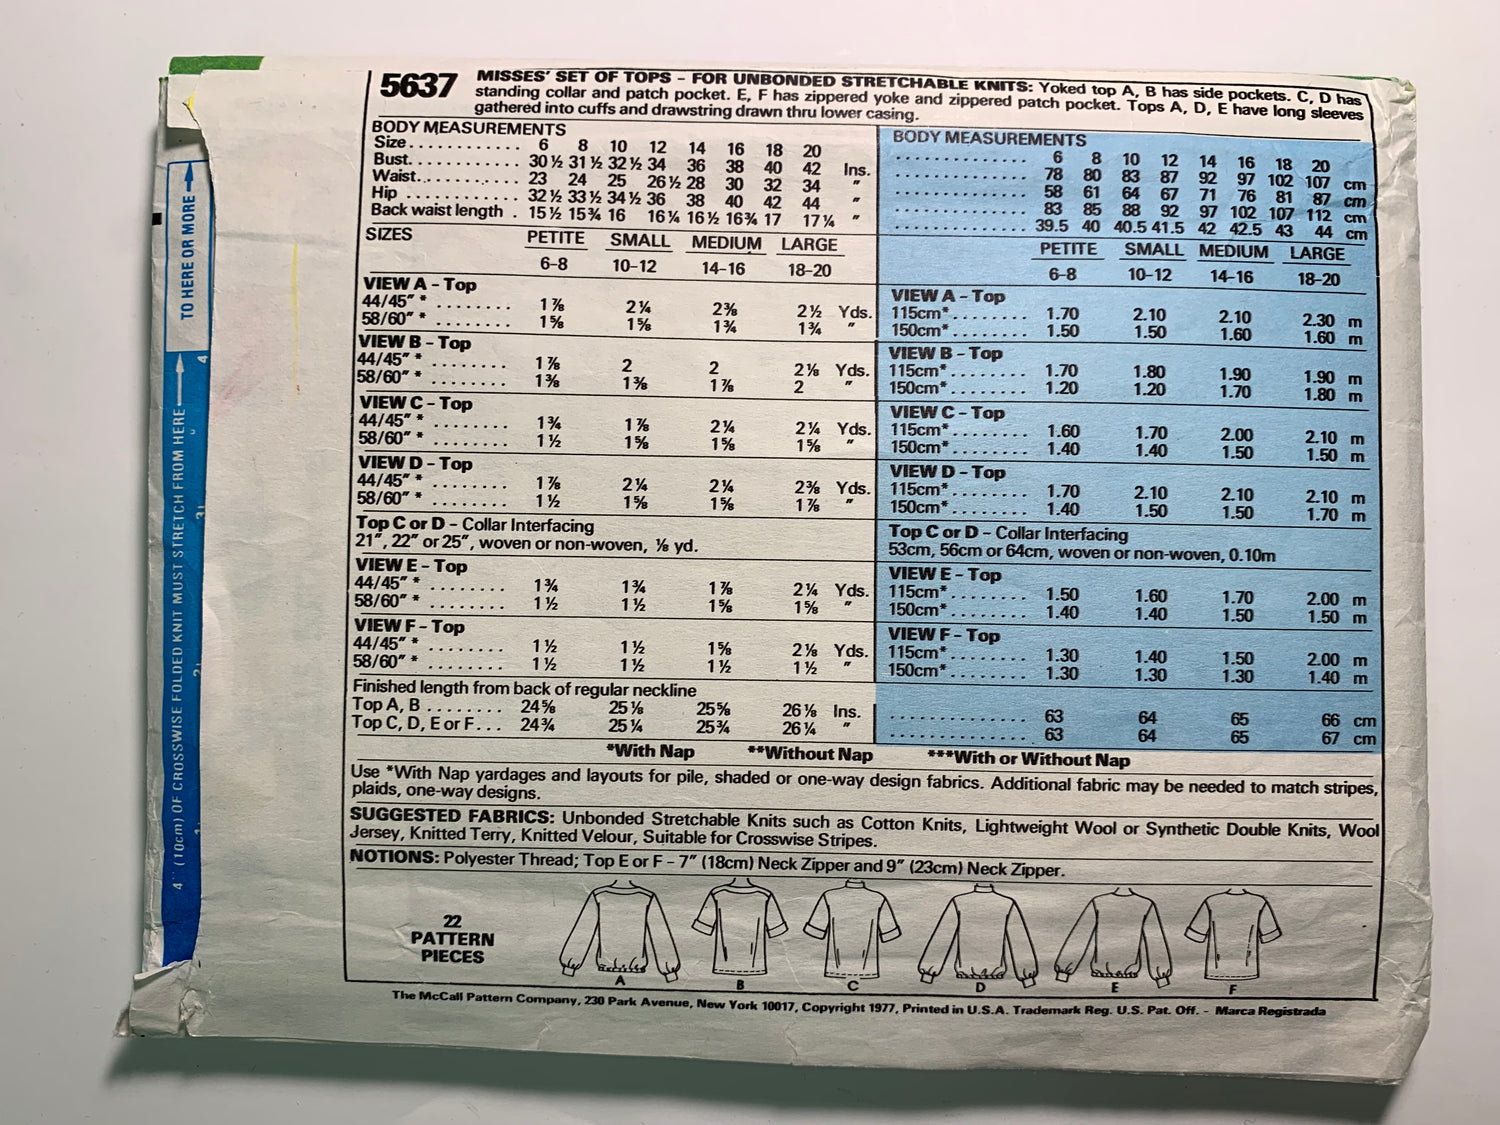 5637 MISSES' SET OF TOPS – FOR UNBONDED STRETCHABLE KNITS: Yoked top A, B has side pockets. C, D has
standing collar and patch pocket. E, F has zippered yoke and zippered patch pocket. Tops A, D, E have long sleeves
gathered into cuffs and drawstring drawn thru lower casing.
BODY MEASUREMENTS
Size............ 6 8 10 12 14 16 18 20
Bust............ 30½ 31½ 32½ 34 36 38 40 42 Ins.
Waist............ 23 24 25 26½ 28 30 32 34 "
Hip ............ 32½ 33½ 34½ 36 38 40 42 44 "
Back waist length . 15½ 15¾ 16 16¼ 16½ 16¾ 17 17¼ "
SIZES PETITE SMALL MEDIUM LARGE
6–8 10–12 14–16 18–20
VIEW A – Top
44/45" * ........ 1⅞ 2¼ 2⅜ 2½ Yds.
58/60" * ........ 1⅝ 1⅝ 1¾ 1¾ "
VIEW B – Top
44/45" * ........ 1⅞ 2 2 2⅛ Yds.
58/60" * ........ 1⅜ 1⅜ 1⅞ 2 "
VIEW C – Top
44/45" * ........ 1¾ 1⅞ 2¼ 2¼ Yds.
58/60" * ........ 1½ 1⅝ 1⅝ 1⅝ "
VIEW D – Top
44/45" * ........ 1⅞ 2¼ 2¼ 2⅜ Yds.
58/60" * ........ 1½ 1⅝ 1⅝ 1⅞ "
Top C or D – Collar Interfacing
21", 22" or 25", woven or non-woven, ⅛ yd.
VIEW E – Top
44/45" * ........ 1¾ 1¾ 1⅞ 2¼ Yds.
58/60" * ........ 1½ 1½ 1⅝ 1⅝ "
VIEW F – Top
44/45" * ........ 1½ 1½ 1⅝ 2⅛ Yds.
58/60" * ........ 1½ 1½ 1½ 1½ "
Finished length from back of regular neckline
Top A, B ........ 24⅝ 25⅛ 25⅝ 26⅛ Ins.
Top C, D, E or F... 24¾ 25¼ 25¾ 26¼ "
BODY MEASUREMENTS
............... 6 8 10 12 14 16 18 20
............... 78 80 83 87 92 97 102 107 cm
............... 58 61 64 67 71 76 81 87 cm
............... 83 85 88 92 97 102 107 112 cm
............... 39.5 40 40.5 41.5 42 42.5 43 44 cm
PETITE SMALL MEDIUM LARGE
6–8 10–12 14–16 18–20
VIEW A – Top
115cm*........ 1.70 2.10 2.10 2.30 m
150cm*........ 1.50 1.50 1.60 1.60 m
VIEW B – Top
115cm*........ 1.70 1.80 1.90 1.90 m
150cm*........ 1.20 1.20 1.70 1.80 m
VIEW C – Top
115cm*........ 1.60 1.70 2.00 2.10 m
150cm*........ 1.40 1.40 1.50 1.50 m
VIEW D – Top
115cm*........ 1.70 2.10 2.10 2.10 m
150cm*........ 1.40 1.50 1.50 1.70 m
Top C or D – Collar Interfacing
53cm, 56cm or 64cm, woven or non-woven, 0.10m
VIEW E – Top
115cm*........ 1.50 1.60 1.70 2.00 m
150cm*........ 1.40 1.40 1.50 1.50 m
VIEW F – Top
115cm*........ 1.30 1.40 1.50 2.00 m
150cm*........ 1.30 1.30 1.30 1.40 m
............... 63 64 65 66 cm
............... 63 64 65 67 cm
*With Nap **Without Nap ***With or Without Nap
Use *With Nap yardages and layouts for pile, shaded or one-way design fabrics. Additional fabric may be needed to match stripes,
plaids, one-way designs.
SUGGESTED FABRICS: Unbonded Stretchable Knits such as Cotton Knits, Lightweight Wool or Synthetic Double Knits, Wool
Jersey, Knitted Terry, Knitted Velour, Suitable for Crosswise Stripes.
NOTIONS: Polyester Thread; Top E or F – 7" (18cm) Neck Zipper and 9" (23cm) Neck Zipper.
22
PATTERN
PIECES
A B C D E F
The McCall Pattern Company, 230 Park Avenue, New York 10017, Copyright 1977, Printed in U.S.A. Trademark Reg. U.S. Pat. Off. – Marca Registrada
4" (10cm) OF CROSSWISE FOLDED KNIT MUST STRETCH FROM HERE
TO HERE OR MORE
4